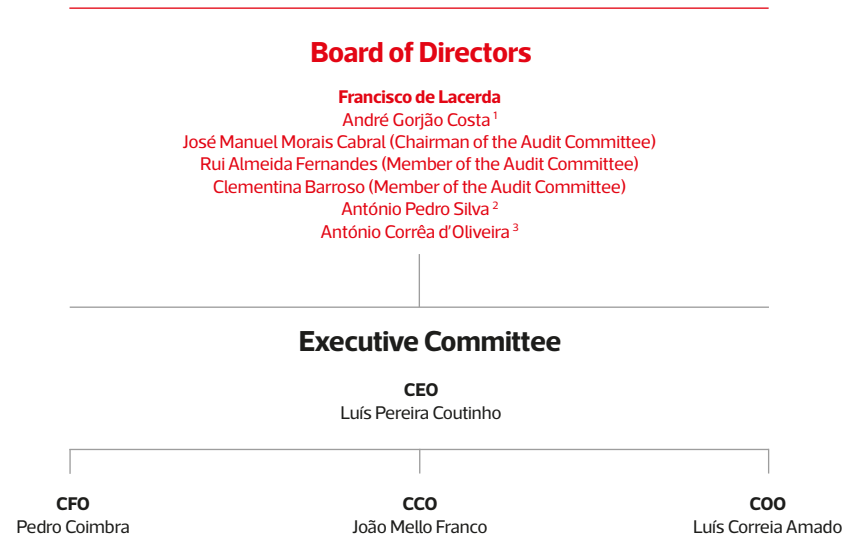 Board of Directors
Francisco de Lacerda
André Gorjão Costa ¹
José Manuel Morais Cabral (Chairman of the Audit Committee)
Rui Almeida Fernandes (Member of the Audit Committee)
Clementina Barroso (Member of the Audit Committee)
António Pedro Silva ²
António Corrêa d’Oliveira ³
Executive Committee
CEO
Luís Pereira Coutinho
CFO
Pedro Coimbra
CCO
João Mello Franco
COO
Luís Correia Amado